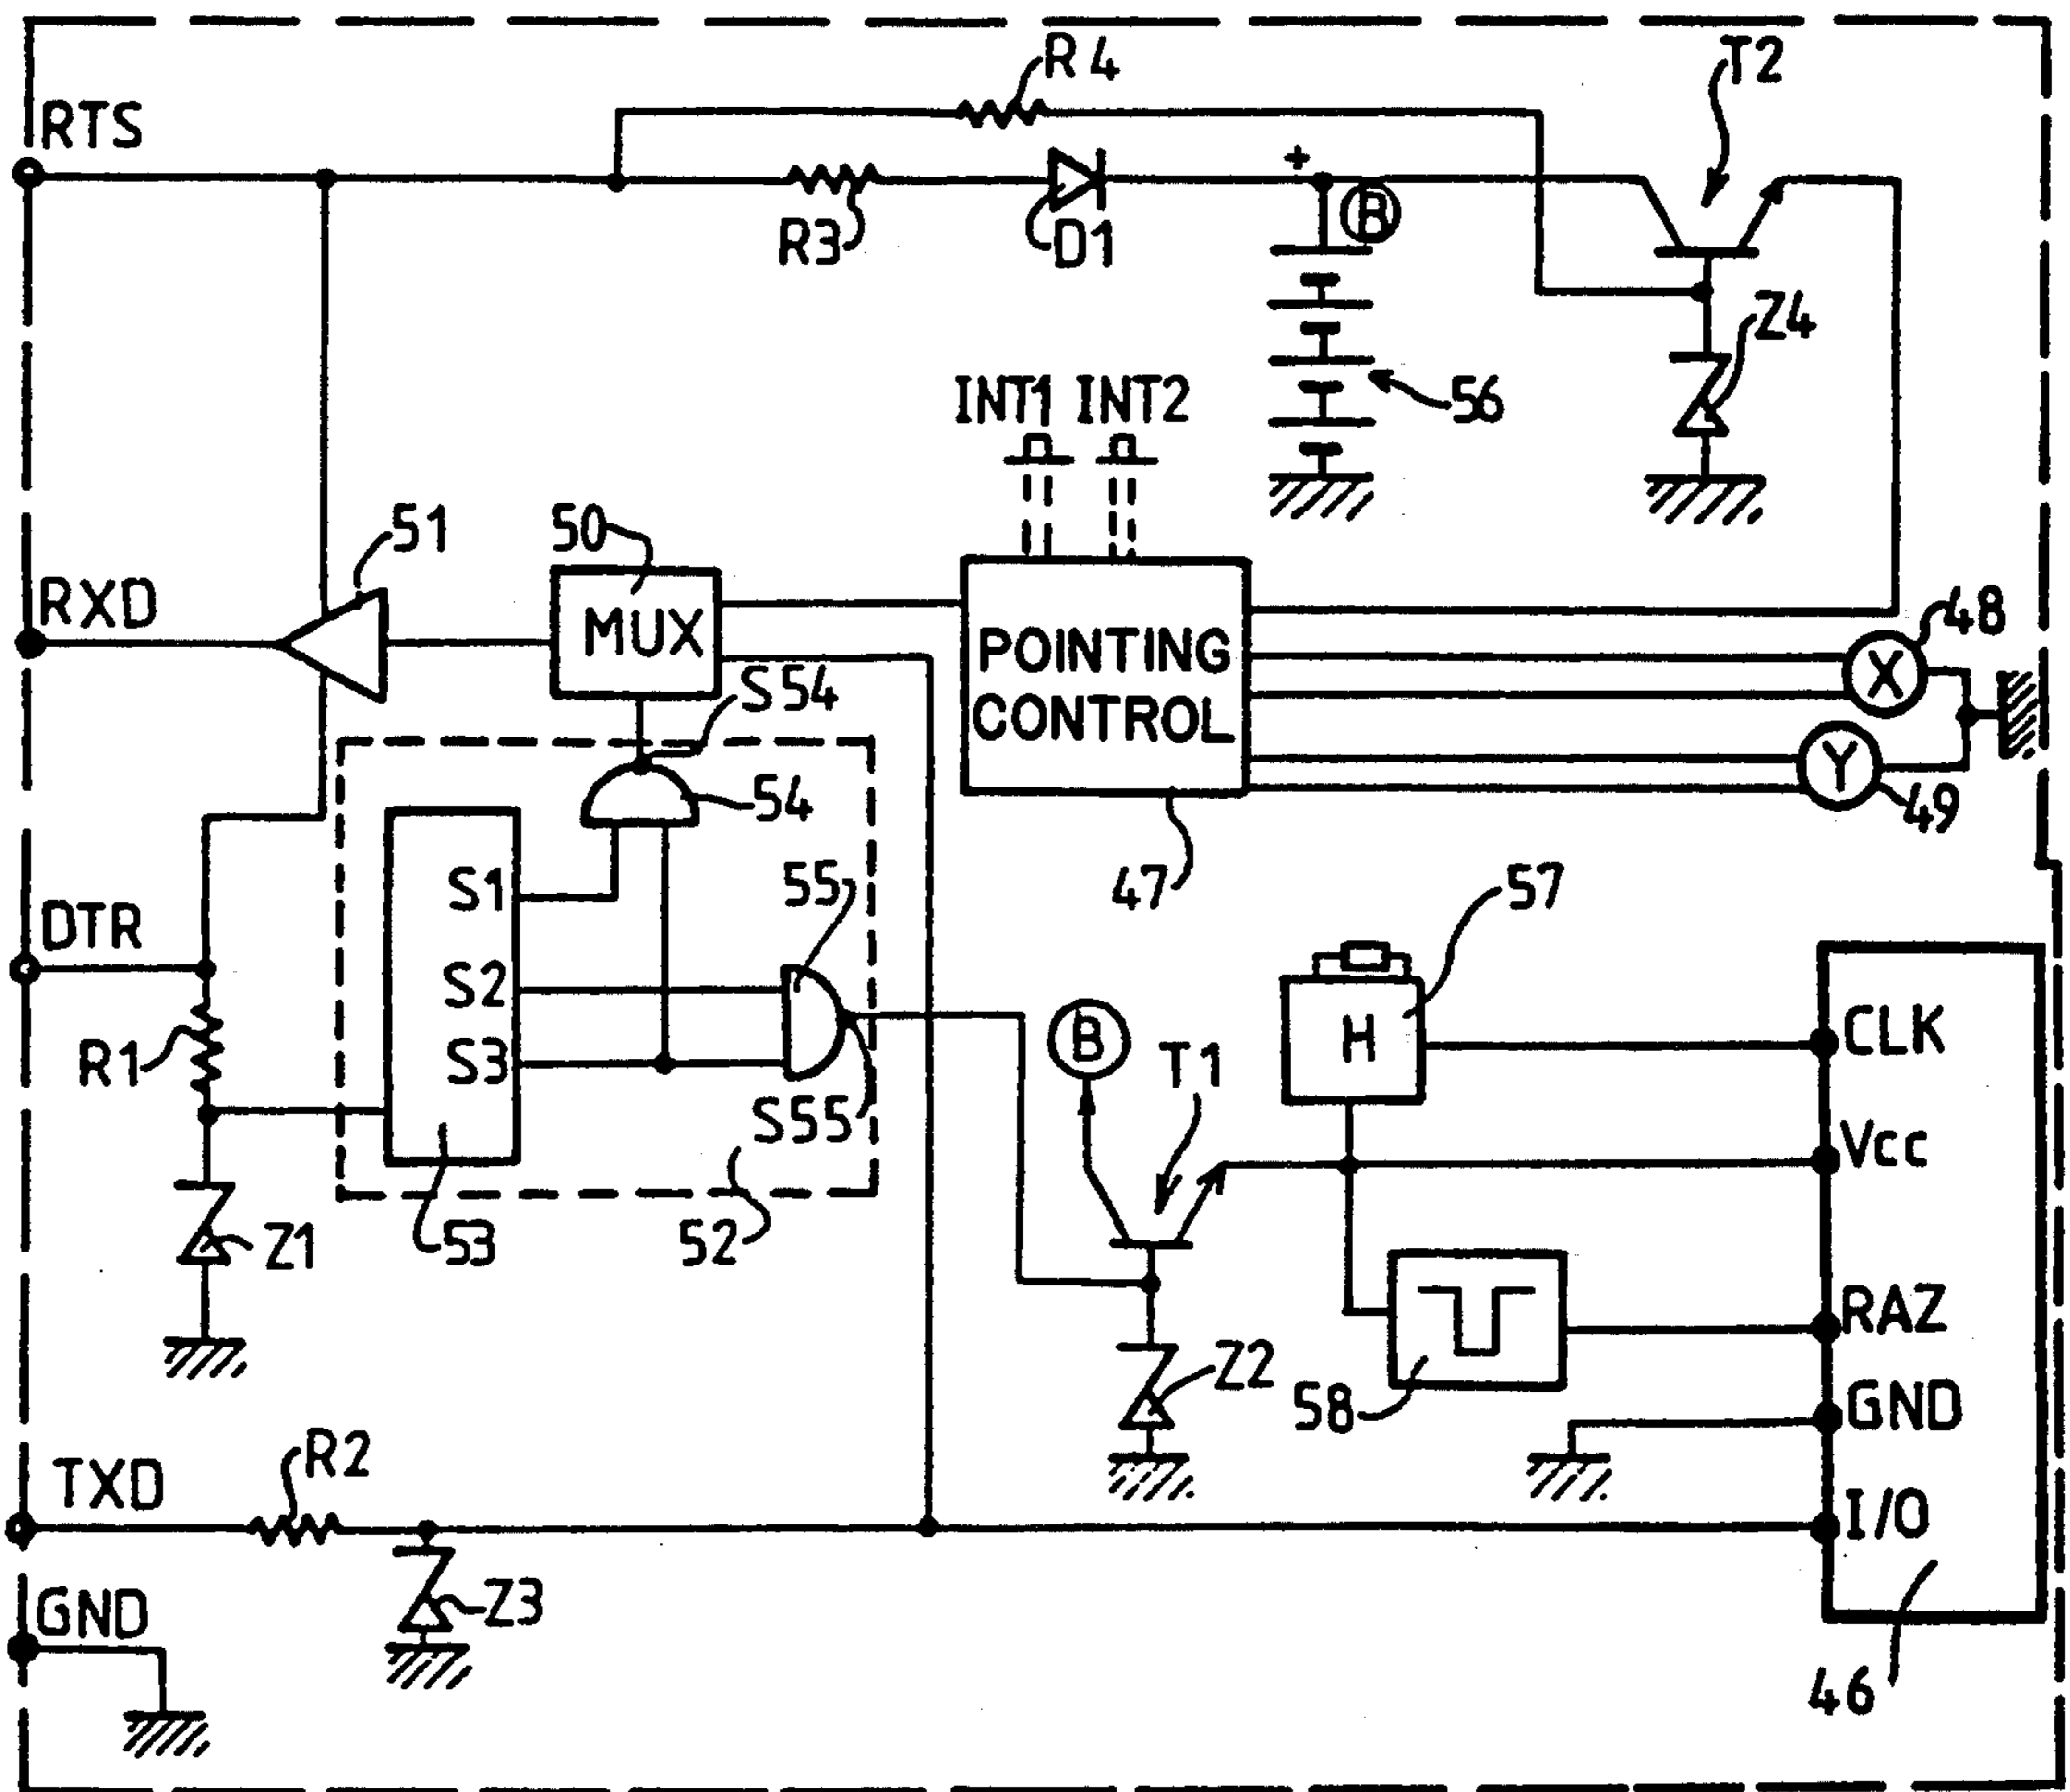 R4
T2
RTS
+
B
R3
D1
Z4
INT1 INT2
56
51
50
RXD
MUX
POINTING
CONTROL
48
X
S54
Y
54
49
55
S1
47
57
DTR
S2
B
T1
H
CLK
R1
S3
S55
Vcc
Z1
53
52
RAZ
Z2
58
GND
R2
TXD
I/O
Z3
GND
46